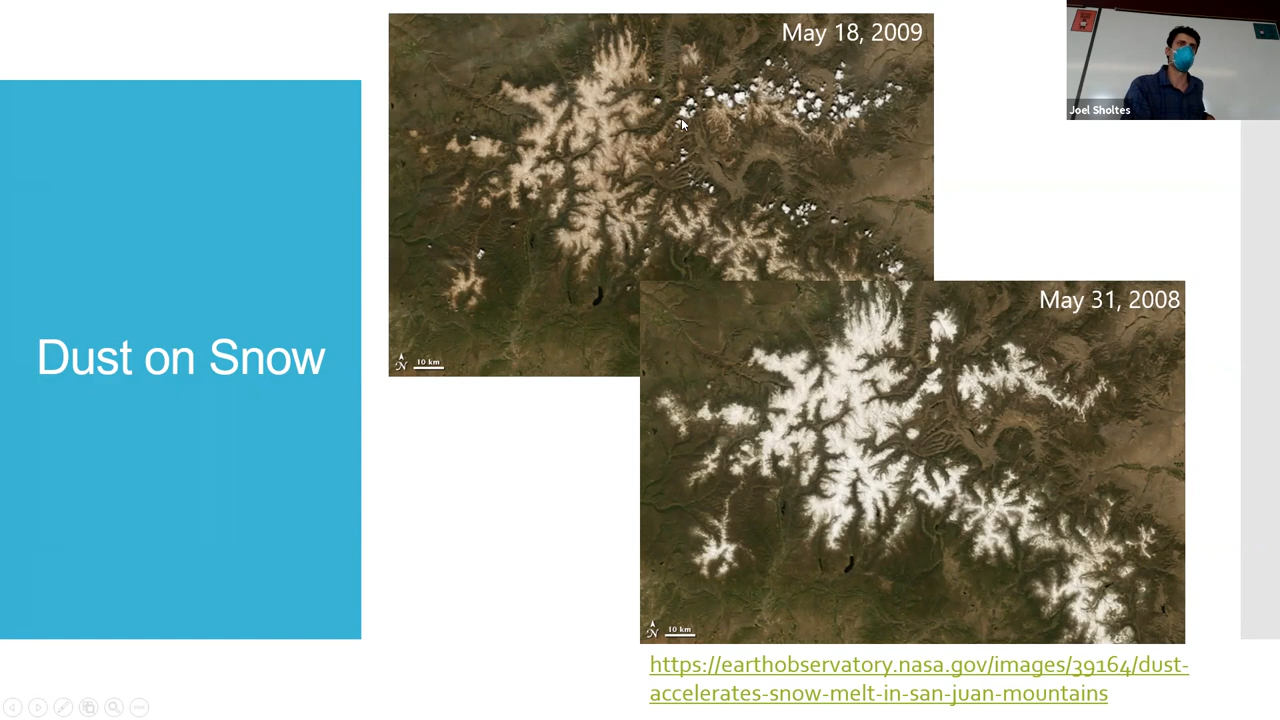 May 18, 2009
Joel Sholtes
Dust on Snow
N
10 km
May 31, 2008
N
10 km
https://earthobservatory.nasa.gov/images/39164/dust-
accelerates-snow-melt-in-san-juan-mountains